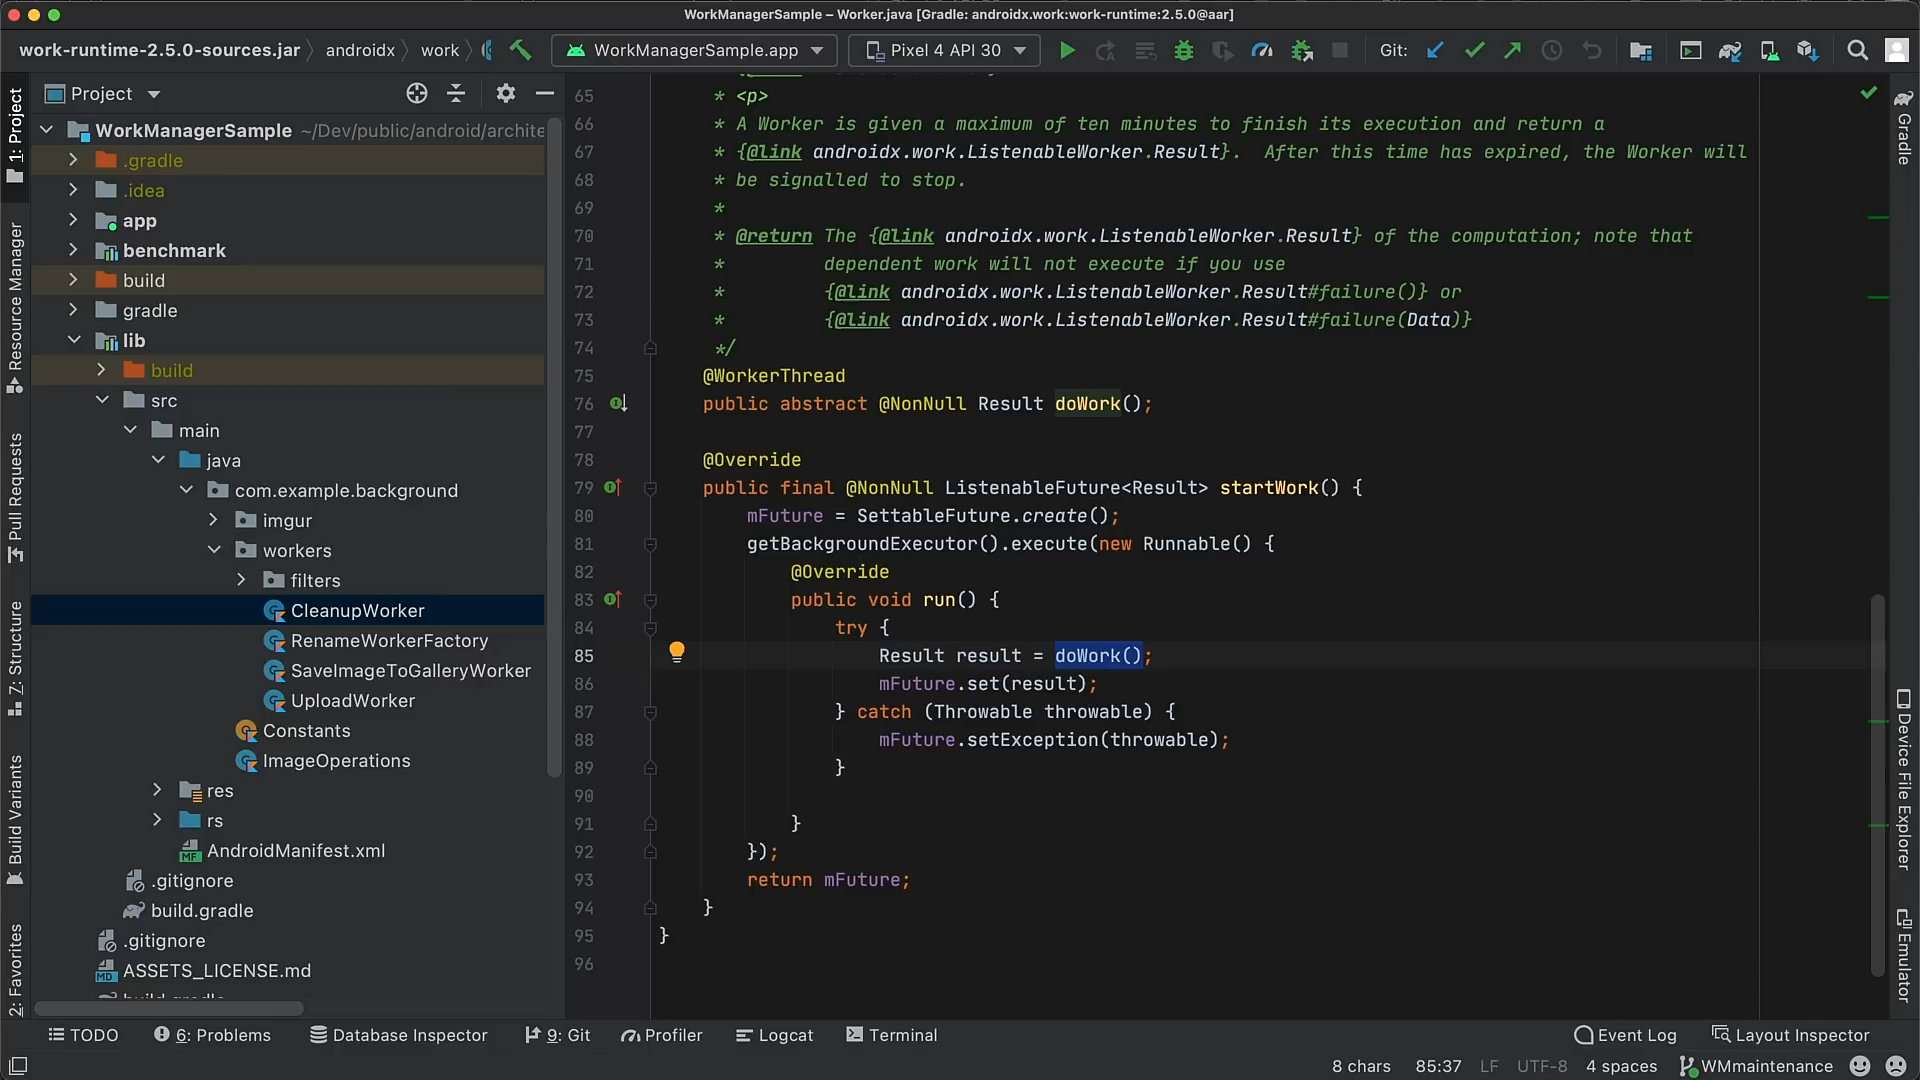 WorkManagerSample – Worker.java [Gradle: androidx.work:work-runtime:2.5.0@aar]
work-runtime-2.5.0-sources.jar androidx work WorkManagerSample.app Pixel 4 API 30 Git:
Project
WorkManagerSample ~/Dev/public/android/archite
.gradle
.idea
app
benchmark
build
gradle
lib
build
src
main
java
com.example.background
imgur
workers
filters
CleanupWorker
RenameWorkerFactory
SaveImageToGalleryWorker
UploadWorker
Constants
ImageOperations
res
rs
AndroidManifest.xml
.gitignore
build.gradle
.gitignore
ASSETS_LICENSE.md
1: Project
Resource Manager
Pull Requests
7: Structure
Build Variants
2: Favorites
65 * <p>
66 * A Worker is given a maximum of ten minutes to finish its execution and return a
67 * {@link androidx.work.ListenableWorker.Result}.  After this time has expired, the Worker will
68 * be signalled to stop.
69 *
70 * @return The {@link androidx.work.ListenableWorker.Result} of the computation; note that
71 *         dependent work will not execute if you use
72 *         {@link androidx.work.ListenableWorker.Result#failure()} or
73 *         {@link androidx.work.ListenableWorker.Result#failure(Data)}
74 */
75 @WorkerThread
76 public abstract @NonNull Result doWork();
77
78 @Override
79 public final @NonNull ListenableFuture<Result> startWork() {
80 mFuture = SettableFuture.create();
81 getBackgroundExecutor().execute(new Runnable() {
82 @Override
83 public void run() {
84 try {
85 Result result = doWork();
86 mFuture.set(result);
87 } catch (Throwable throwable) {
88 mFuture.setException(throwable);
89 }
90
91 }
92 });
93 return mFuture;
94 }
95 }
96
Gradle
Device File Explorer
Emulator
TODO 6: Problems Database Inspector 9: Git Profiler Logcat Terminal Event Log Layout Inspector
8 chars 85:37 LF UTF-8 4 spaces WMmaintenance